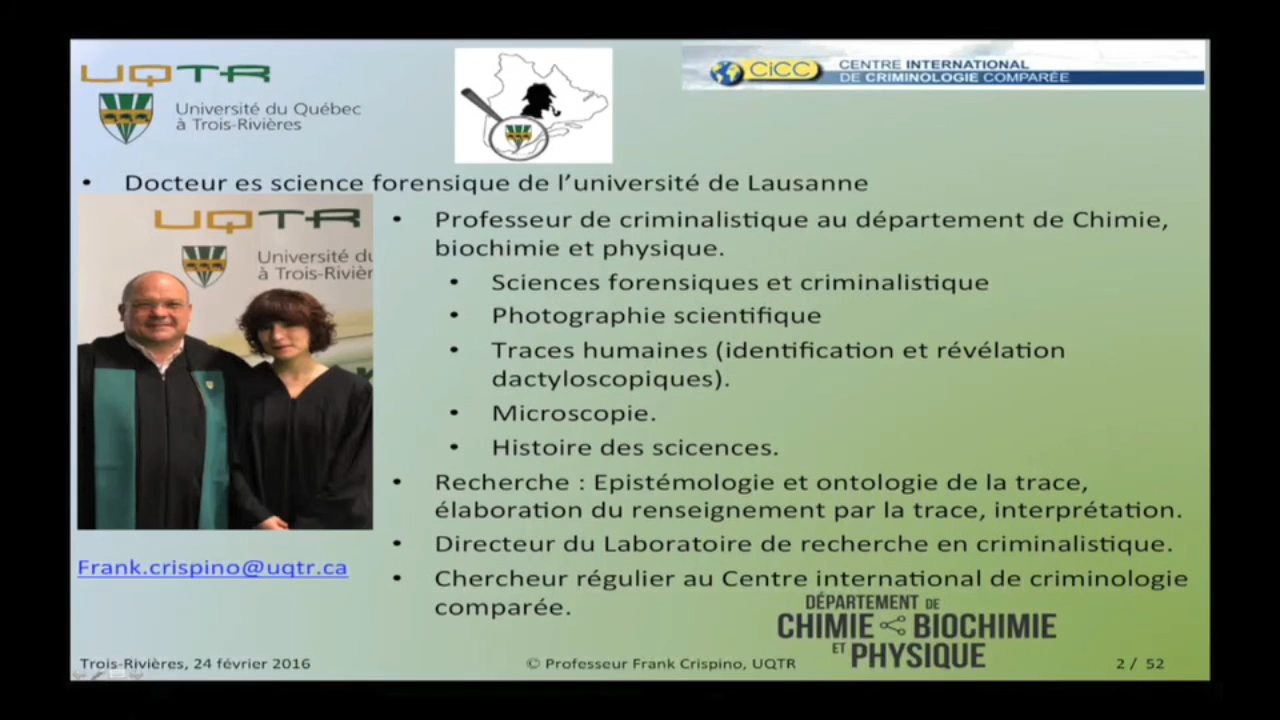 UQTR
Université du Québec
à Trois-Rivières
CiCC
CENTRE INTERNATIONAL
DE CRIMINOLOGIE COMPARÉE
• Docteur es science forensique de l'université de Lausanne
UQTR
Université du
à Trois-Rivièr
• Professeur de criminalistique au département de Chimie,
biochimie et physique.
• Sciences forensiques et criminalistique
• Photographie scientifique
• Traces humaines (identification et révélation
dactyloscopiques).
• Microscopie.
• Histoire des scicences.
• Recherche : Epistémologie et ontologie de la trace,
élaboration du renseignement par la trace, interprétation.
• Directeur du Laboratoire de recherche en criminalistique.
• Chercheur régulier au Centre international de criminologie
comparée.
Frank.crispino@uqtr.ca
DÉPARTEMENT DE
CHIMIE BIOCHIMIE
ET PHYSIQUE
Trois-Rivières, 24 février 2016
© Professeur Frank Crispino, UQTR
2 / 52